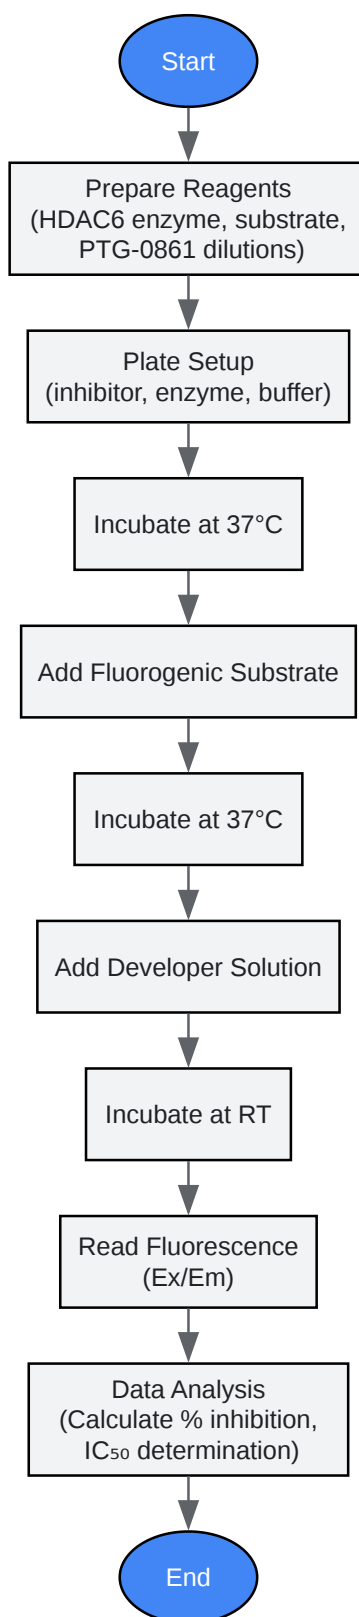 Start
Prepare Reagents
(HDAC6 enzyme, substrate,
PTG-0861 dilutions)
Plate Setup
(inhibitor, enzyme, buffer)
Incubate at 37°C
Add Fluorogenic Substrate
Incubate at 37°C
Add Developer Solution
Incubate at RT
Read Fluorescence
(Ex/Em)
Data Analysis
(Calculate % inhibition,
IC₅₀ determination)
End